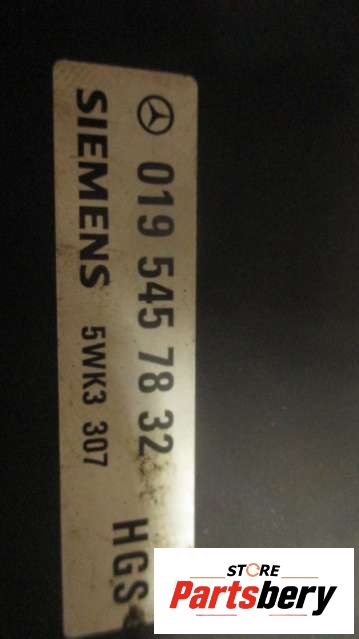 019 545 78 32
SIEMENS 5WK3 307 HGS
STORE
Partsbery